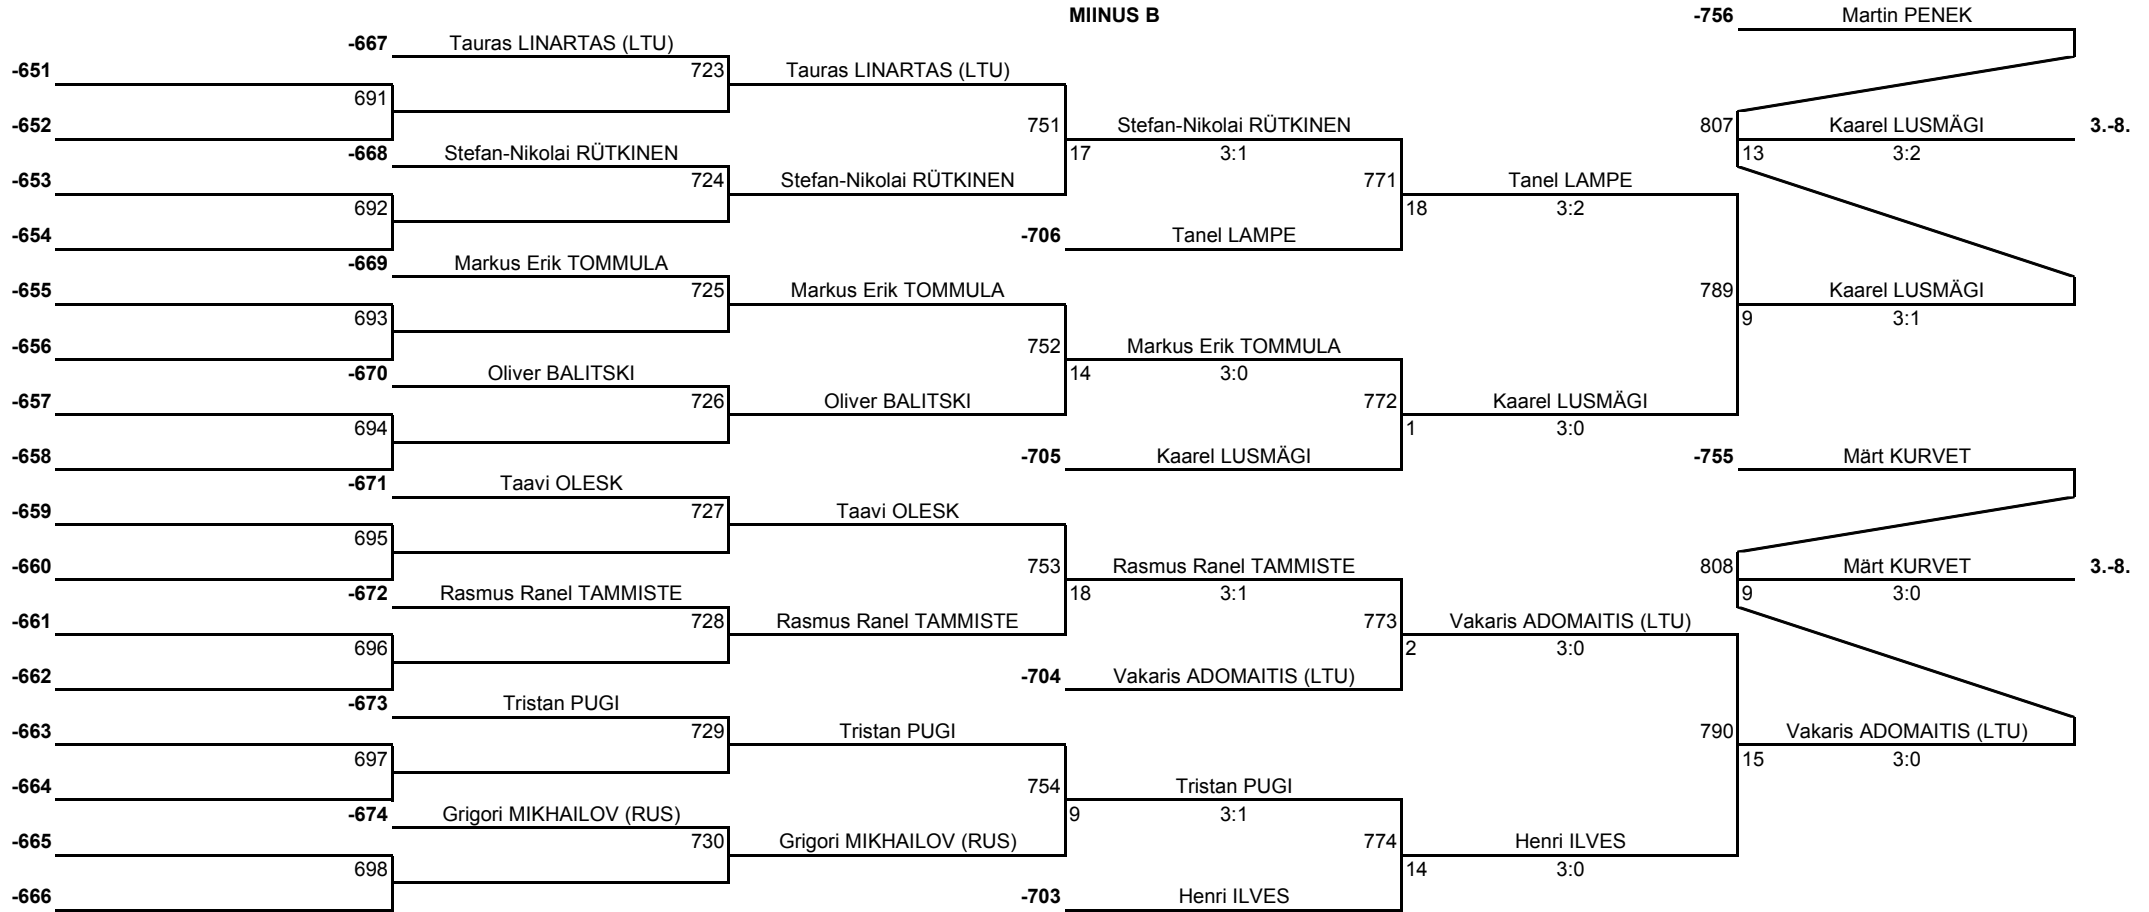 MIINUS B
-756 Martin PENEK
-667 Tauras LINARTAS (LTU)
-651 723 Tauras LINARTAS (LTU)
691
-652 751 Stefan-Nikolai RÜTKINEN 807 Kaarel LUSMÄGI 3.-8.
-668 Stefan-Nikolai RÜTKINEN 17 3:1 13 3:2
-653 724 Stefan-Nikolai RÜTKINEN 771 Tanel LAMPE
692 18 3:2
-654 -706 Tanel LAMPE
-669 Markus Erik TOMMULA
-655 725 Markus Erik TOMMULA 789 Kaarel LUSMÄGI
693 9 3:1
-656 752 Markus Erik TOMMULA
-670 Oliver BALITSKI 14 3:0
-657 726 Oliver BALITSKI 772 Kaarel LUSMÄGI
694 1 3:0
-658 -705 Kaarel LUSMÄGI -755 Märt KURVET
-671 Taavi OLESK
-659 727 Taavi OLESK
695
-660 753 Rasmus Ranel TAMMISTE 808 Märt KURVET 3.-8.
-672 Rasmus Ranel TAMMISTE 18 3:1 9 3:0
-661 728 Rasmus Ranel TAMMISTE 773 Vakaris ADOMAITIS (LTU)
696 2 3:0
-662 -704 Vakaris ADOMAITIS (LTU)
-673 Tristan PUGI
-663 729 Tristan PUGI 790 Vakaris ADOMAITIS (LTU)
697 15 3:0
-664 754 Tristan PUGI
-674 Grigori MIKHAILOV (RUS) 9 3:1
-665 730 Grigori MIKHAILOV (RUS) 774 Henri ILVES
698 14 3:0
-666 -703 Henri ILVES